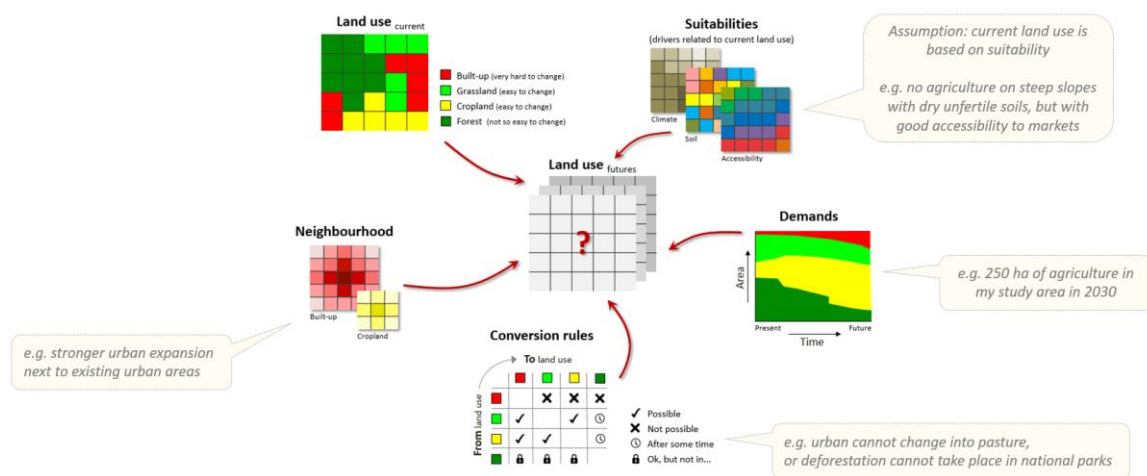 Land use current
Built-up (very hard to change)
Grassland (easy to change)
Cropland (easy to change)
Forest (not so easy to change)
Suitabilities
(drivers related to current land use)
Climate
Soil
Accessibility
Assumption: current land use is
based on suitability
e.g. no agriculture on steep slopes
with dry unfertile soils, but with
good accessibility to markets
Land use futures
?
Neighbourhood
Built-up
Cropland
e.g. stronger urban expansion
next to existing urban areas
Demands
Area
Present
Future
Time
e.g. 250 ha of agriculture in
my study area in 2030
Conversion rules
To land use
From land use
Possible
Not possible
After some time
Ok, but not in...
e.g. urban cannot change into pasture,
or deforestation cannot take place in national parks